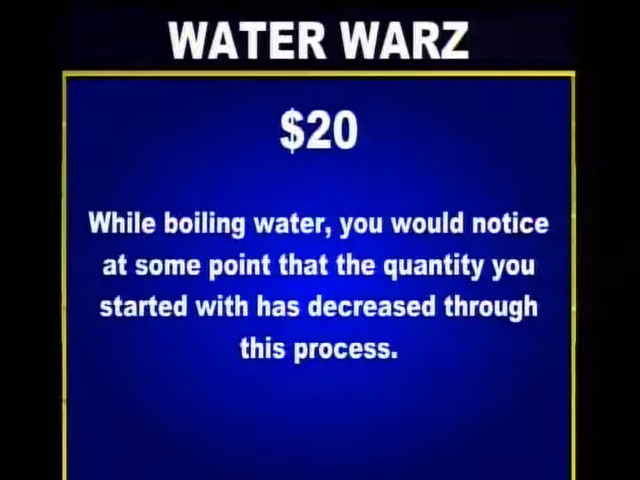 WATER WARZ
$20
While boiling water, you would notice
at some point that the quantity you
started with has decreased through
this process.